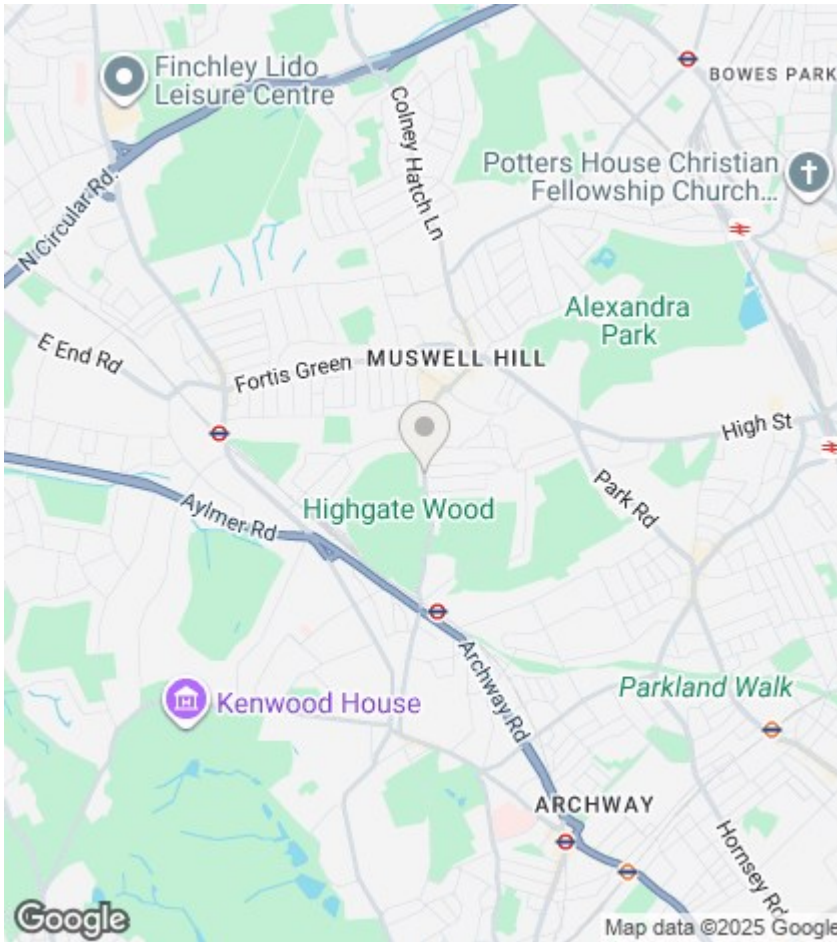 Finchley Lido
Leisure Centre
BOWES PARK
Colney Hatch Ln
Potters House Christian
Fellowship Church...
N Circular Rd.
Alexandra
Park
E End Rd
Fortis Green
MUSWELL HILL
High St
Park Rd
Highgate Wood
Aylmer Rd
Archway Rd
Parkland Walk
Kenwood House
ARCHWAY
Hornsey Rd
Google
Map data ©2025 Google